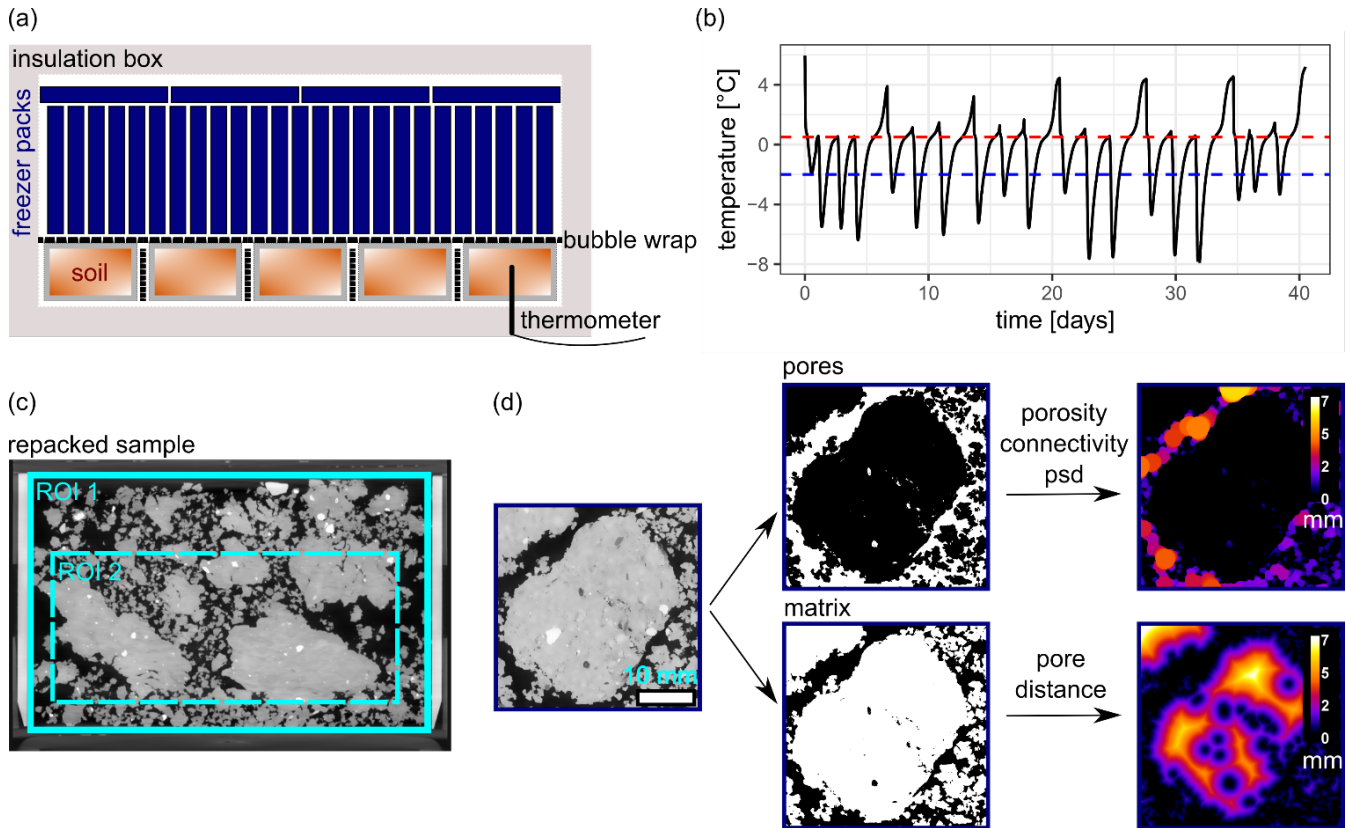 (a)
insulation box
freezer packs
bubble wrap
soil
thermometer
(b)
temperature [°C]
4
0
−4
−8
0
10
20
30
40
time [days]
(c)
repacked sample
ROI 1
ROI 2
(d)
10 mm
pores
porosity
connectivity
psd
7
5
2
0
mm
matrix
pore
distance
7
5
2
0
mm